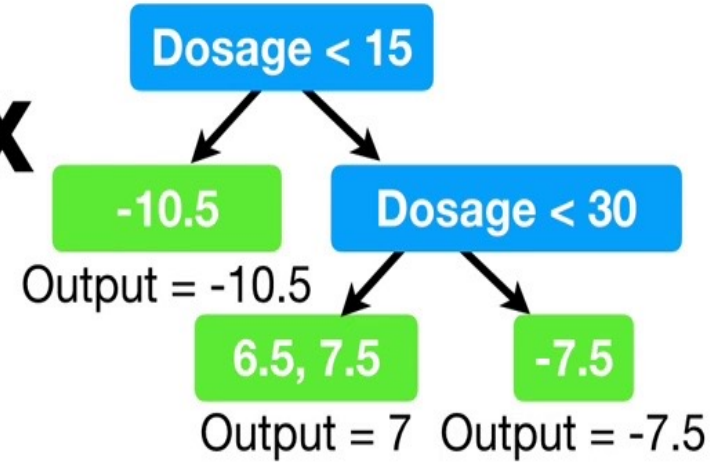 Dosage < 15
x
-10.5
Dosage < 30
Output = -10.5
6.5, 7.5
-7.5
Output = 7
Output = -7.5